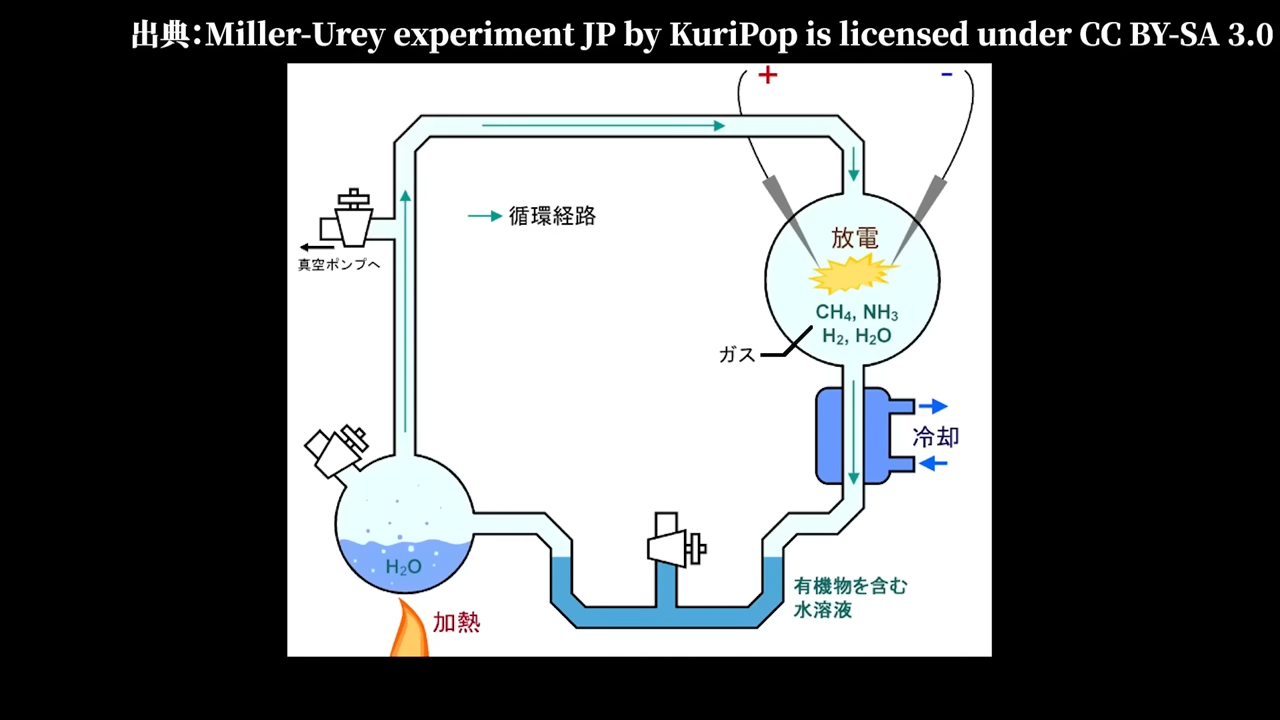 出典:Miller-Urey experiment JP by KuriPop is licensed under CC BY-SA 3.0
+
-
循環経路
放電
真空ポンプへ
CH₄, NH₃
H₂, H₂O
ガス
冷却
H₂O
有機物を含む
水溶液
加熱